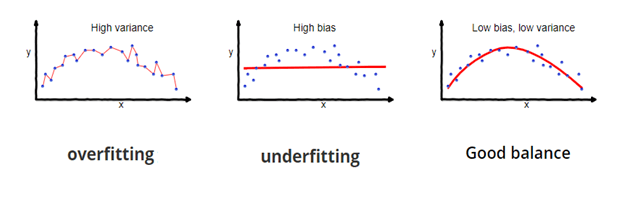 High variance
y
x
overfitting
High bias
y
x
underfitting
Low bias, low variance
y
x
Good balance